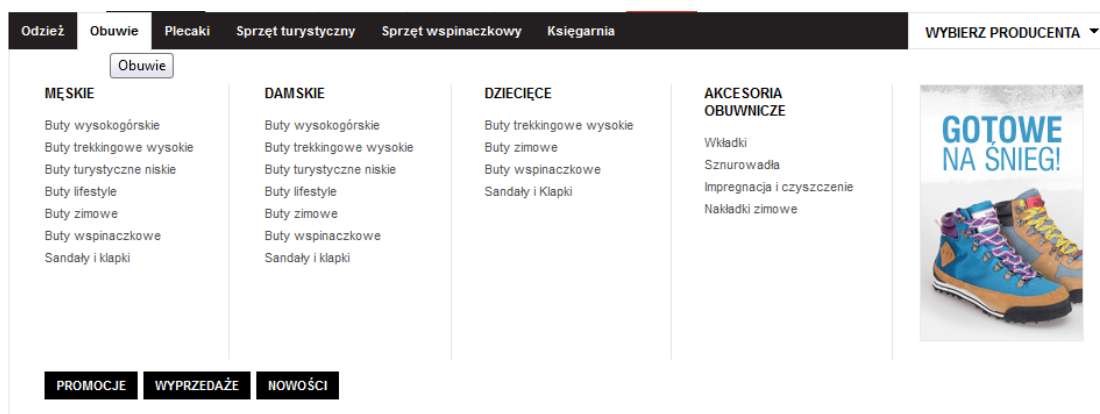 Odzież Obuwie Plecaki Sprzęt turystyczny Sprzęt wspinaczkowy Księgarnia WYBIERZ PRODUCENTA
Obuwie
MĘSKIE
Buty wysokogórskie
Buty trekkingowe wysokie
Buty turystyczne niskie
Buty lifestyle
Buty zimowe
Buty wspinaczkowe
Sandały i klapki
DAMSKIE
Buty wysokogórskie
Buty trekkingowe wysokie
Buty turystyczne niskie
Buty lifestyle
Buty zimowe
Buty wspinaczkowe
Sandały i klapki
DZIECIĘCE
Buty trekkingowe wysokie
Buty zimowe
Buty wspinaczkowe
Sandały i Klapki
AKCESORIA
OBUWNICZE
Wkładki
Sznurowadła
Impregnacja i czyszczenie
Nakładki zimowe
GOTOWE
NA ŚNIEG!
PROMOCJE WYPRZEDAŻE NOWOŚCI